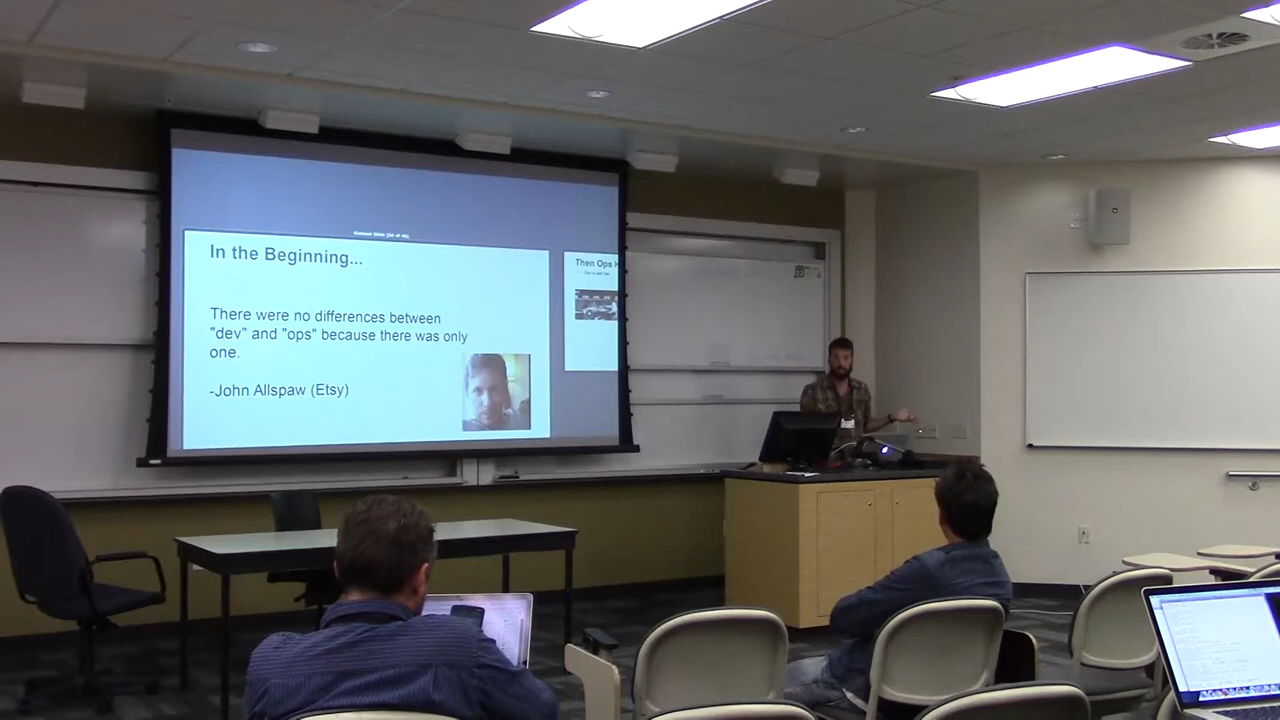 In the Beginning...
There were no differences between
"dev" and "ops" because there was only
one.
-John Allspaw (Etsy)
Then Ops